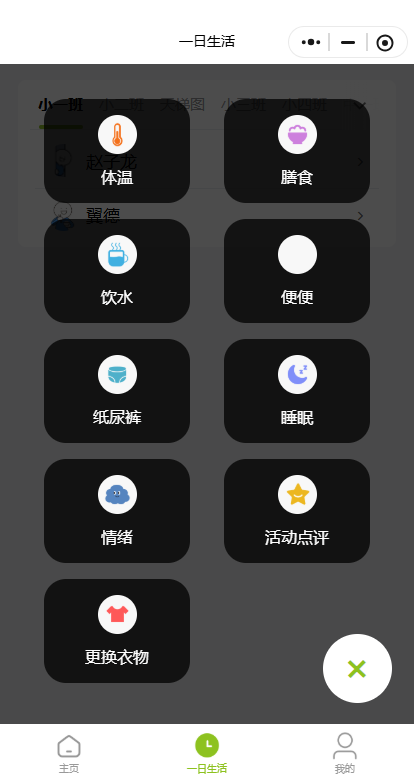 一日生活
小一班 小二班 天梯图 小三班 小四班
赵子龙
翼德
体温 膳食
饮水 便便
纸尿裤 睡眠
情绪 活动点评
更换衣物
主页 一日生活 我的